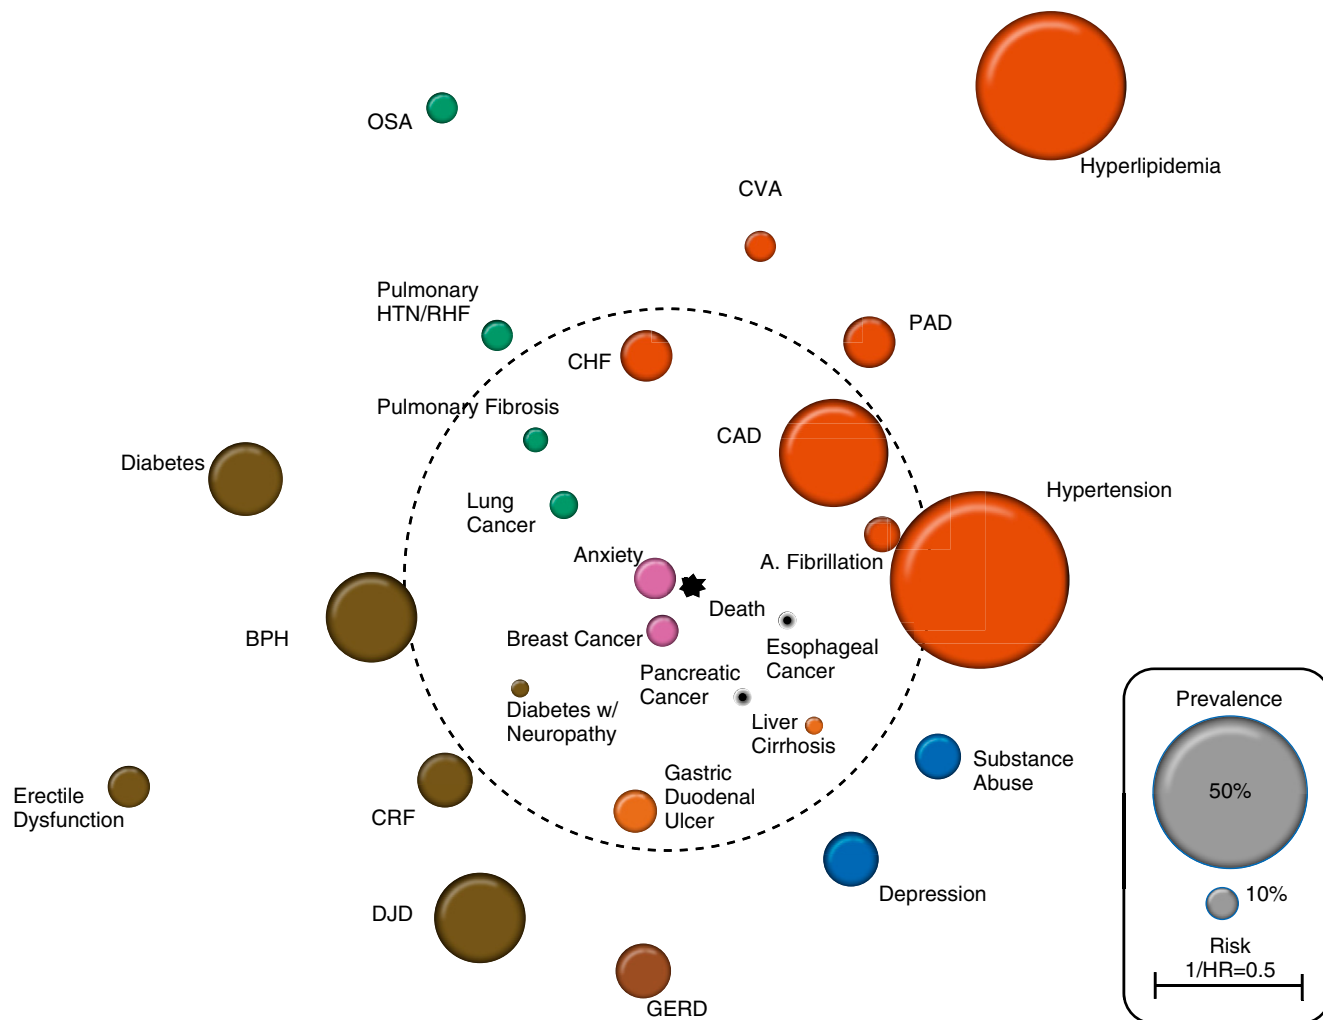 OSA
Hyperlipidemia
CVA
Pulmonary
HTN/RHF
PAD
CHF
Pulmonary Fibrosis
CAD
Diabetes
Hypertension
Lung
Cancer
Anxiety
A. Fibrillation
Death
BPH
Breast Cancer
Esophageal
Cancer
Pancreatic
Cancer
Diabetes w/
Neuropathy
Liver
Cirrhosis
Substance
Abuse
Gastric
Duodenal
Ulcer
Erectile
Dysfunction
CRF
Depression
DJD
GERD
Prevalence
50%
10%
Risk
1/HR=0.5